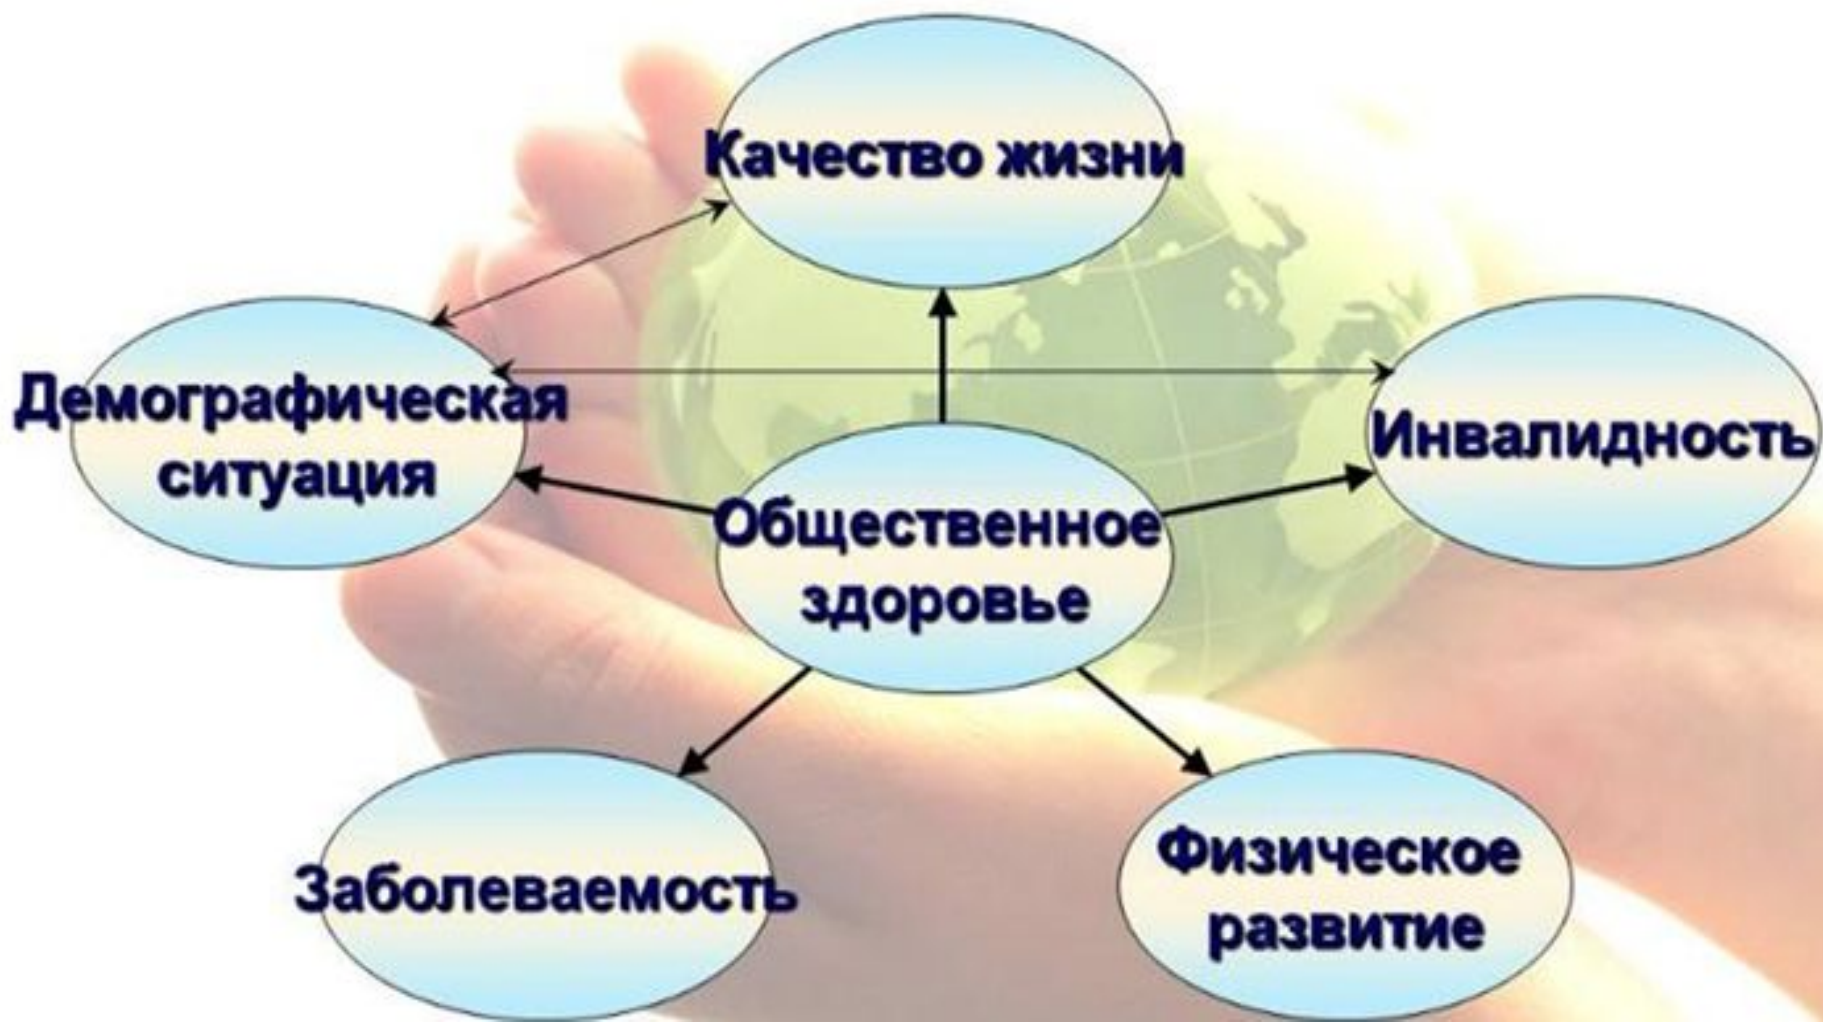 Качество жизни
Демографическая
ситуация
Инвалидность
Общественное
здоровье
Заболеваемость
Физическое
развитие